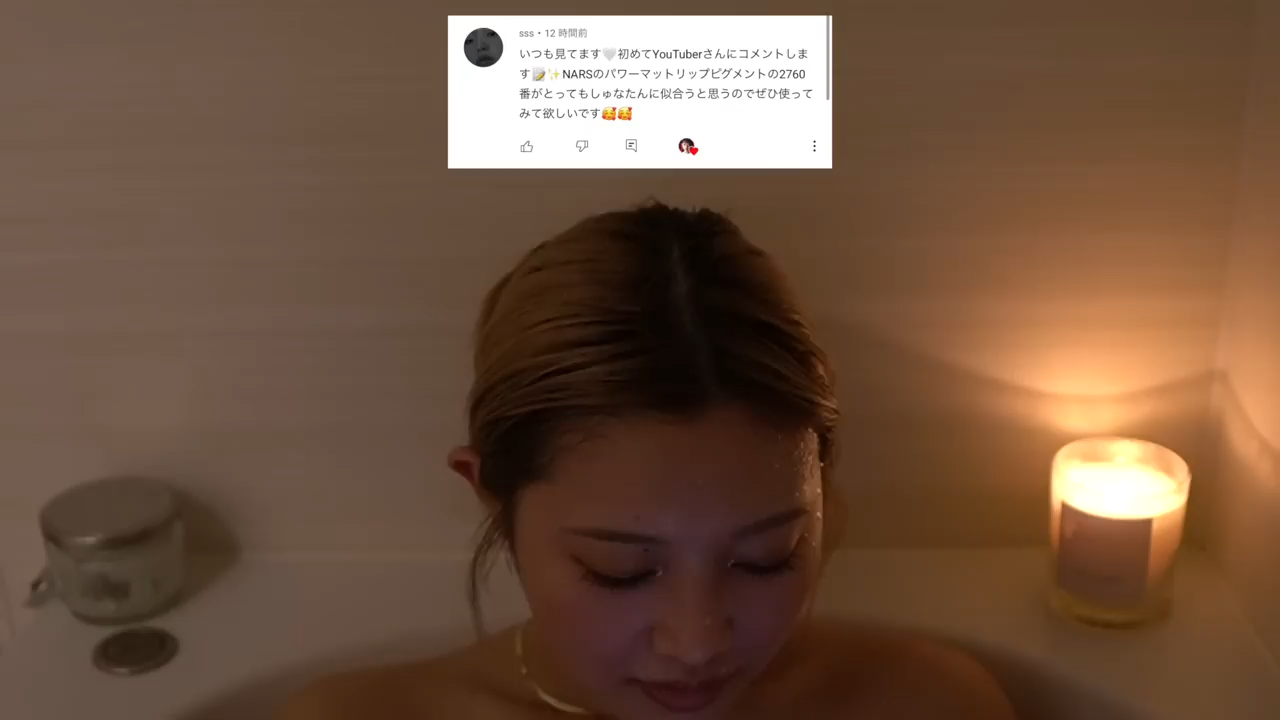 sss • 12 時間前
いつも見てます🤍初めてYouTuberさんにコメントしま
す📝✨NARSのパワーマットリップピグメントの2760
番がとってもしゅなたんに似合うと思うのでぜひ使って
みて欲しいです🥰🥰